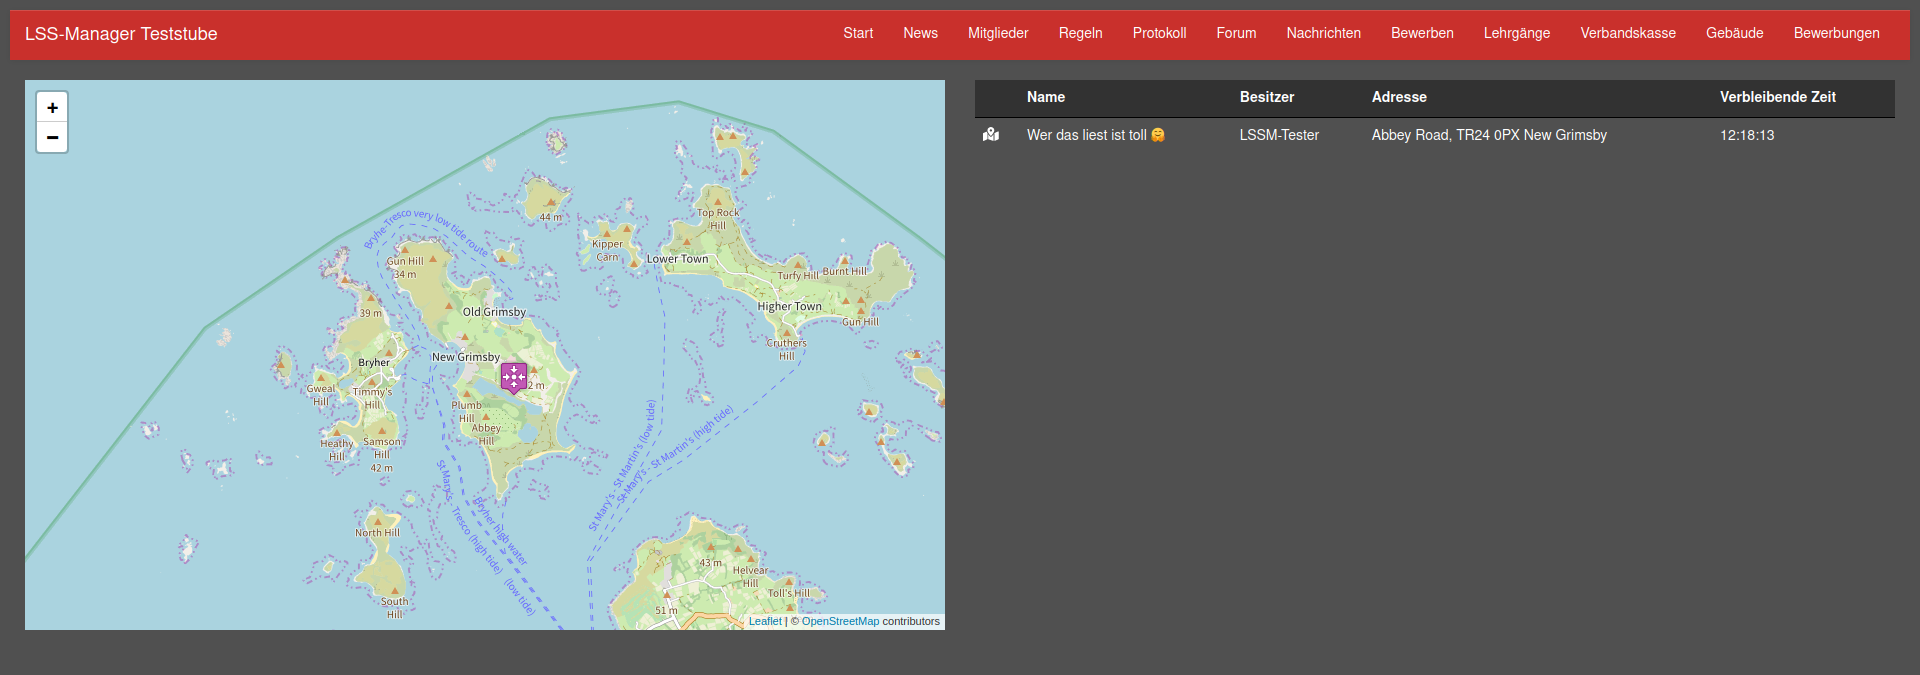 LSS-Manager Teststube
Start News Mitglieder Regeln Protokoll Forum Nachrichten Bewerben Lehrgänge Verbandskasse Gebäude Bewerbungen
+
−
Name Besitzer Adresse Verbleibende Zeit
Wer das liest ist toll 🤗 LSSM-Tester Abbey Road, TR24 0PX New Grimsby 12:18:13
Top Rock
Hill
44 m
Bryhe-Tresco very low tide route
Kipper
Carn
Lower Town
Gun Hill
34 m
Turfy Hill
Burnt Hill
Higher Town
39 m
Old Grimsby
Gun Hill
Cruthers
Hill
New Grimsby
Bryher
2 m
Gweal
Hill
Timmy's
Hill
Plumb
Hill
Abbey
Hill
Heathy
Hill
Samson
Hill
42 m
St Mary's - St Martin's (low tide)
St Mary's - St Martin's (high tide)
St Mary's - Tresco (high tide)
Bryher high water
(low tide)
North Hill
South
Hill
43 m
Helvear
Hill
Toll's Hill
51 m
Leaflet | © OpenStreetMap contributors